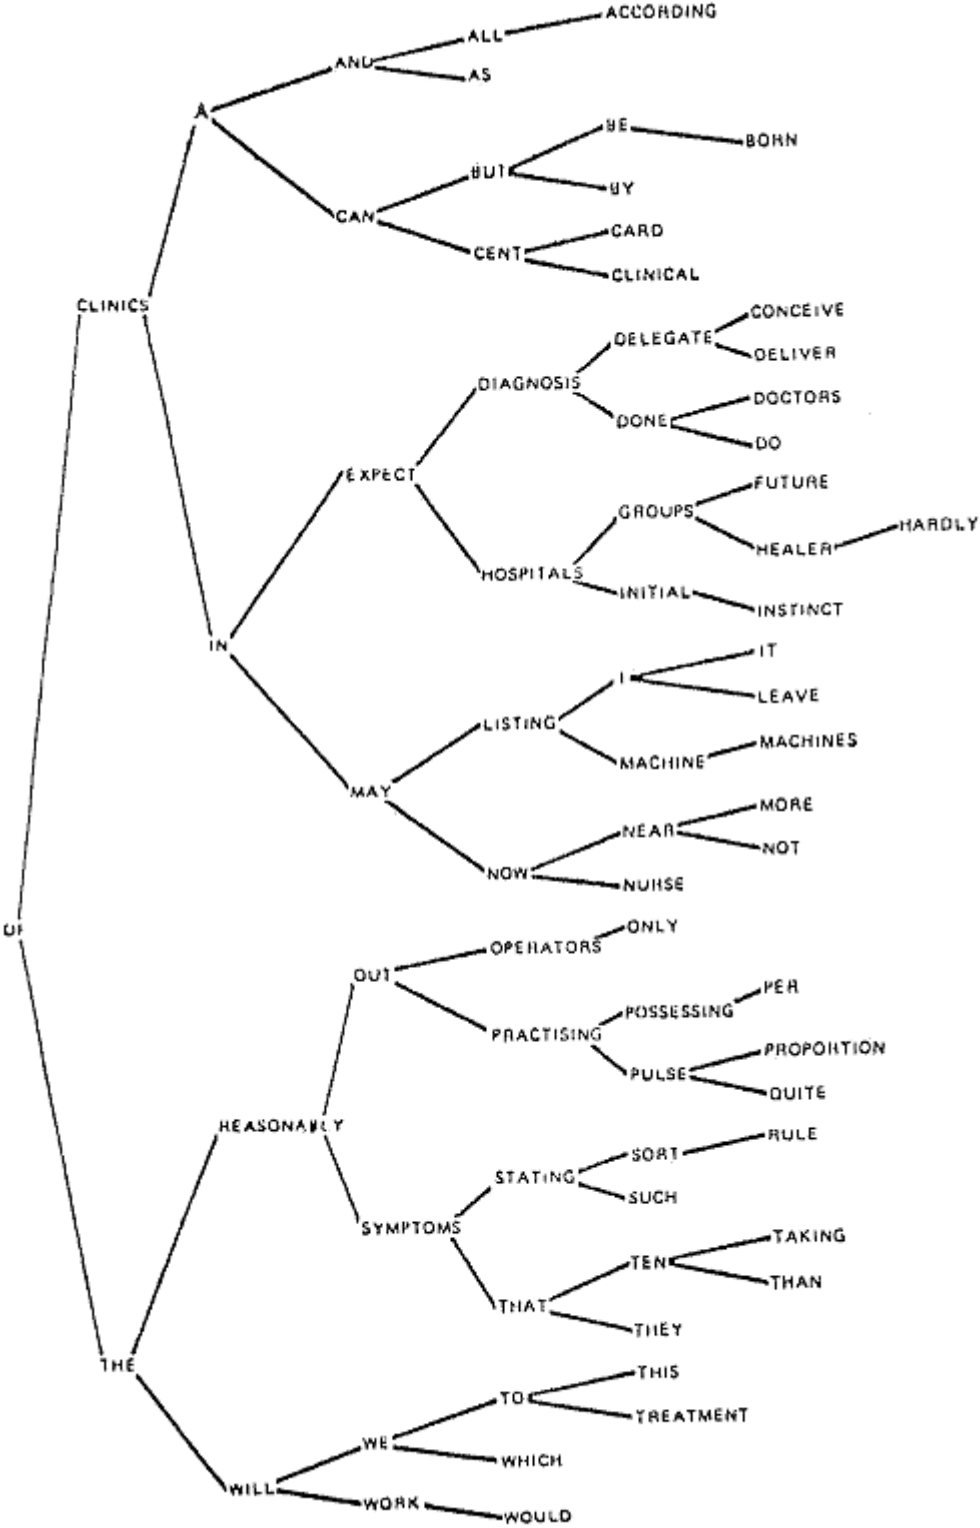 ACCORDING
ALL
AND
AS
A
BE
BORN
BUT
BY
CAN
CARD
CENT
CLINICAL
CLINICS
CONCEIVE
DELEGATE
DELIVER
DIAGNOSIS
DOCTORS
DONE
DO
EXPECT
FUTURE
GROUPS
HARDLY
HEALER
HOSPITALS
INITIAL
INSTINCT
IN
IT
I
LEAVE
LISTING
MACHINES
MACHINE
MAY
MORE
NEAR
NOT
NOW
NURSE
OF
ONLY
OPERATORS
OUT
PER
POSSESSING
PRACTISING
PROPORTION
PULSE
QUITE
REASONABLY
RULE
SORT
STATING
SUCH
SYMPTOMS
TAKING
TEN
THAN
THAT
THEY
THE
THIS
TO
TREATMENT
WE
WHICH
WILL
WORK
WOULD